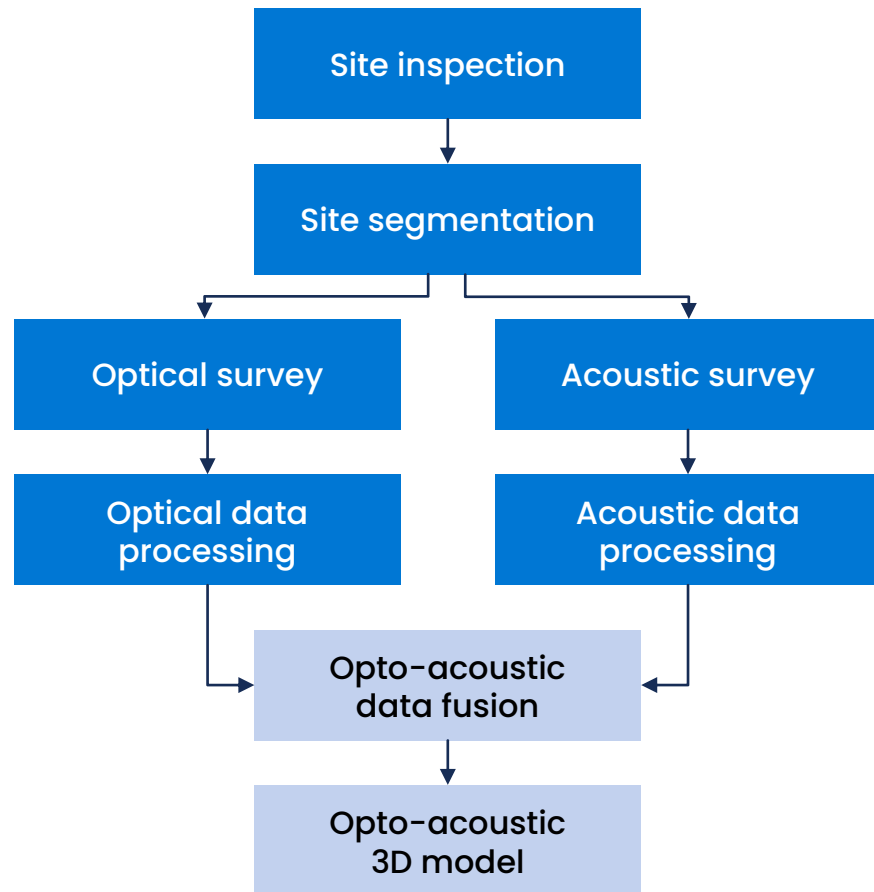 Site inspection
Site segmentation
Optical survey
Acoustic survey
Optical data
processing
Acoustic data
processing
Opto-acoustic
data fusion
Opto-acoustic
3D model